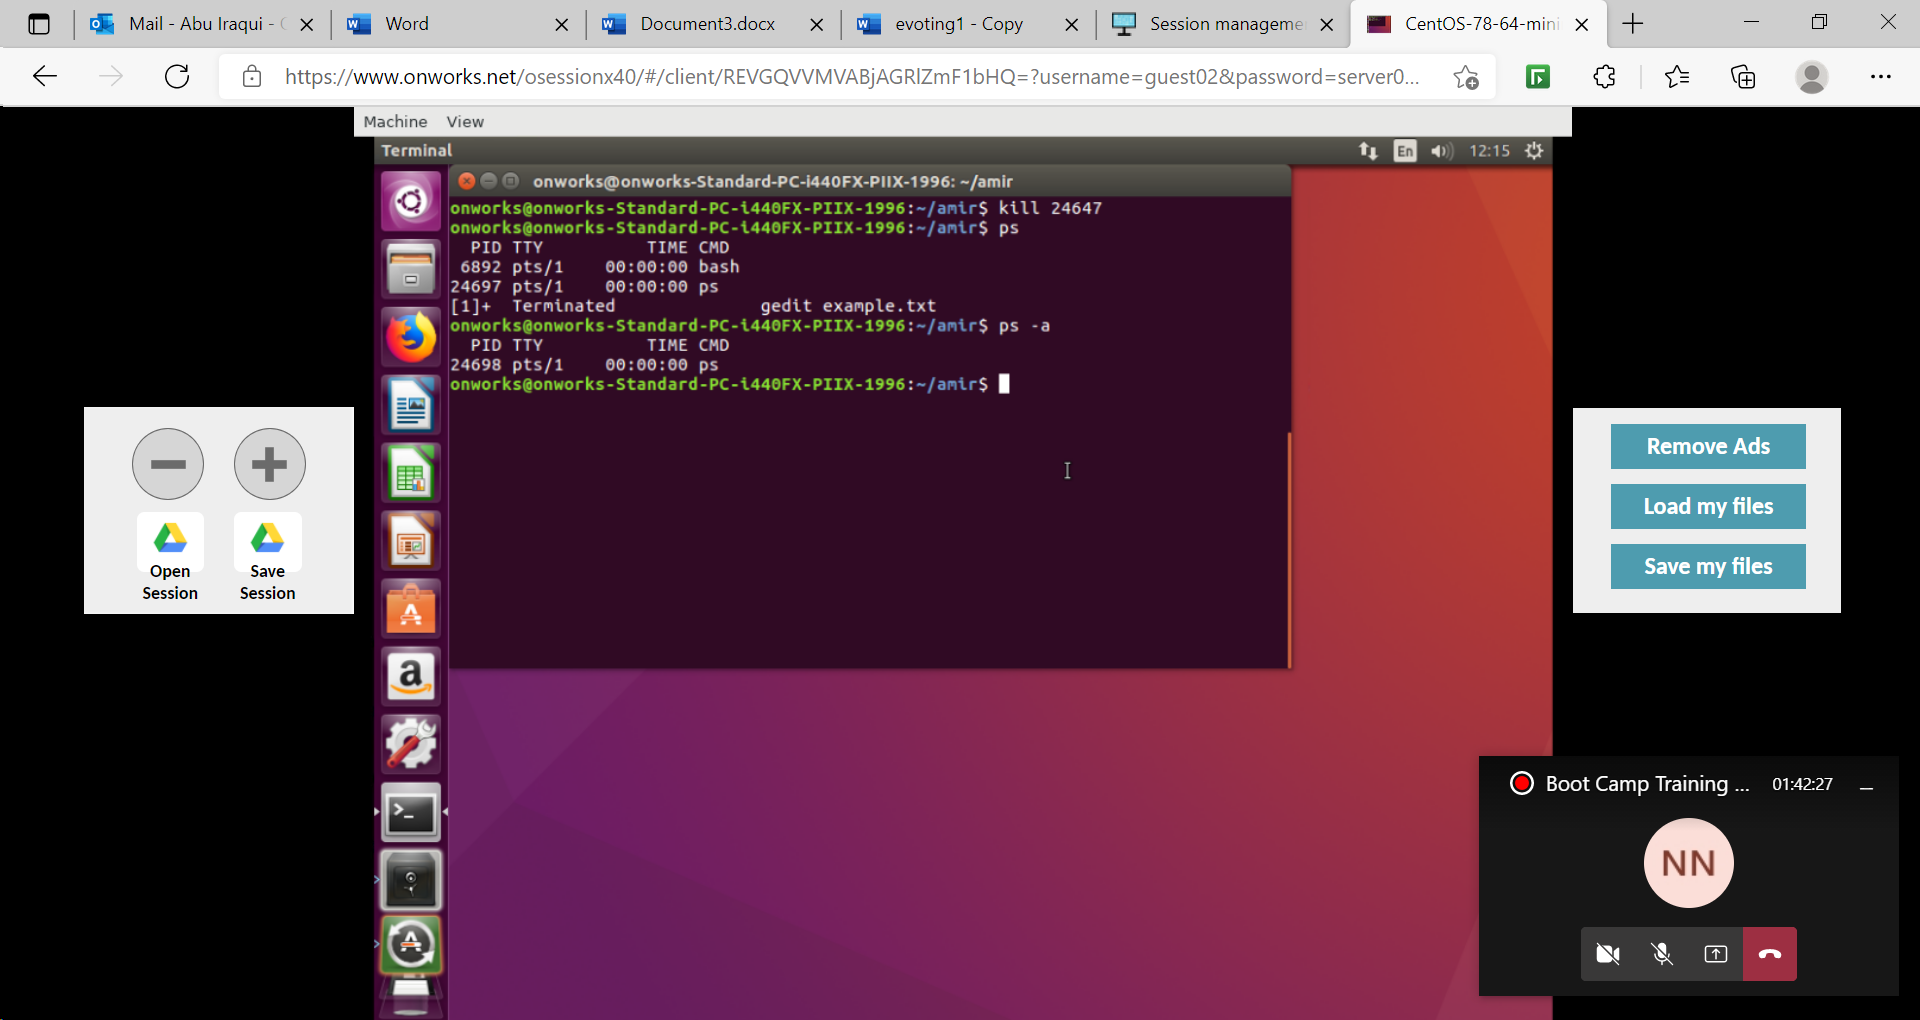 Mail - Abu Iraqui -
Word
Document3.docx
evoting1 - Copy
Session manageme
CentOS-78-64-mini
https://www.onworks.net/osessionx40/#/client/REVGQVVMVABjAGRlZmF1bHQ=?username=guest02&password=server0...
Machine View
Terminal
En
12:15
onworks@onworks-Standard-PC-i440FX-PIIX-1996: ~/amir
onworks@onworks-Standard-PC-i440FX-PIIX-1996:~/amir$ kill 24647
onworks@onworks-Standard-PC-i440FX-PIIX-1996:~/amir$ ps
PID TTY TIME CMD
6892 pts/1 00:00:00 bash
24697 pts/1 00:00:00 ps
[1]+ Terminated gedit example.txt
onworks@onworks-Standard-PC-i440FX-PIIX-1996:~/amir$ ps -a
PID TTY TIME CMD
24698 pts/1 00:00:00 ps
onworks@onworks-Standard-PC-i440FX-PIIX-1996:~/amir$
Open
Session
Save
Session
Remove Ads
Load my files
Save my files
Boot Camp Training ...
01:42:27
NN